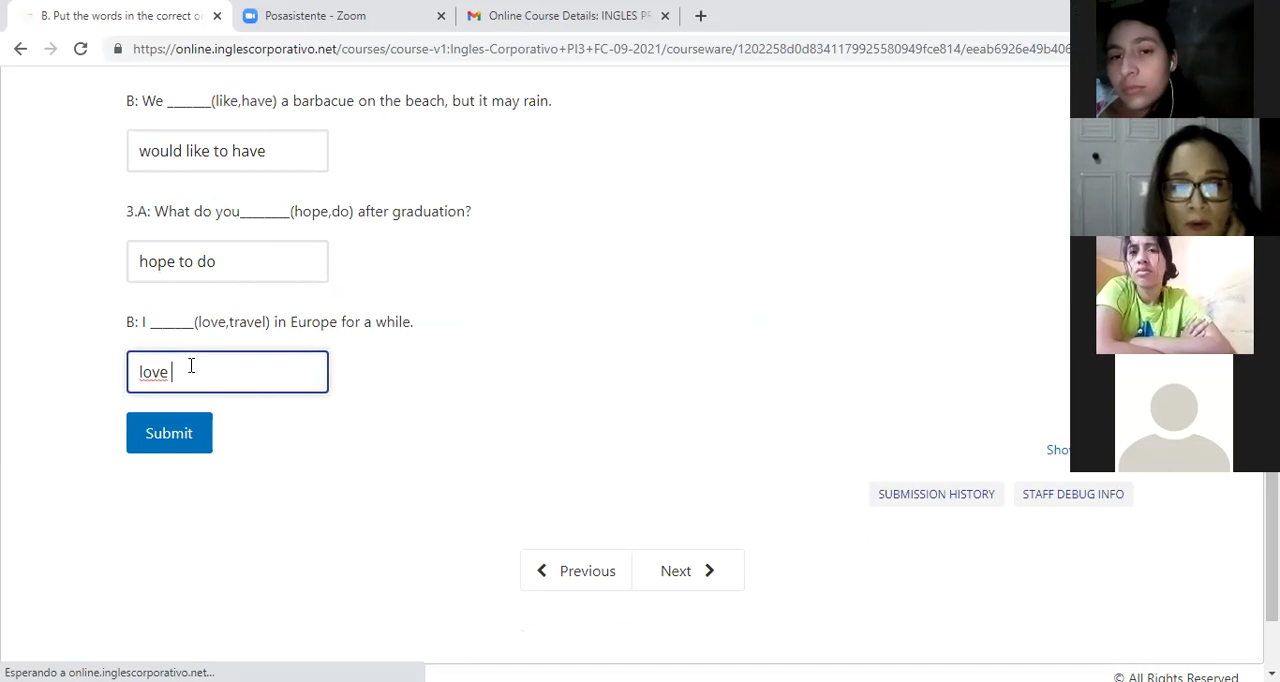 B. Put the words in the correct o
Posasistente - Zoom
Online Course Details: INGLES P
https://online.inglescorporativo.net/courses/course-v1:Ingles-Corporativo+PI3+FC-09-2021/courseware/1202258d0d8341179925580949fce814/eeab6926e49b406
B: We ______(like,have) a barbacue on the beach, but it may rain.
would like to have
3.A: What do you_______(hope,do) after graduation?
hope to do
B: I ______(love,travel) in Europe for a while.
love
Submit
Sho
SUBMISSION HISTORY
STAFF DEBUG INFO
Previous
Next
Esperando a online.inglescorporativo.net...
© All Rights Reserved